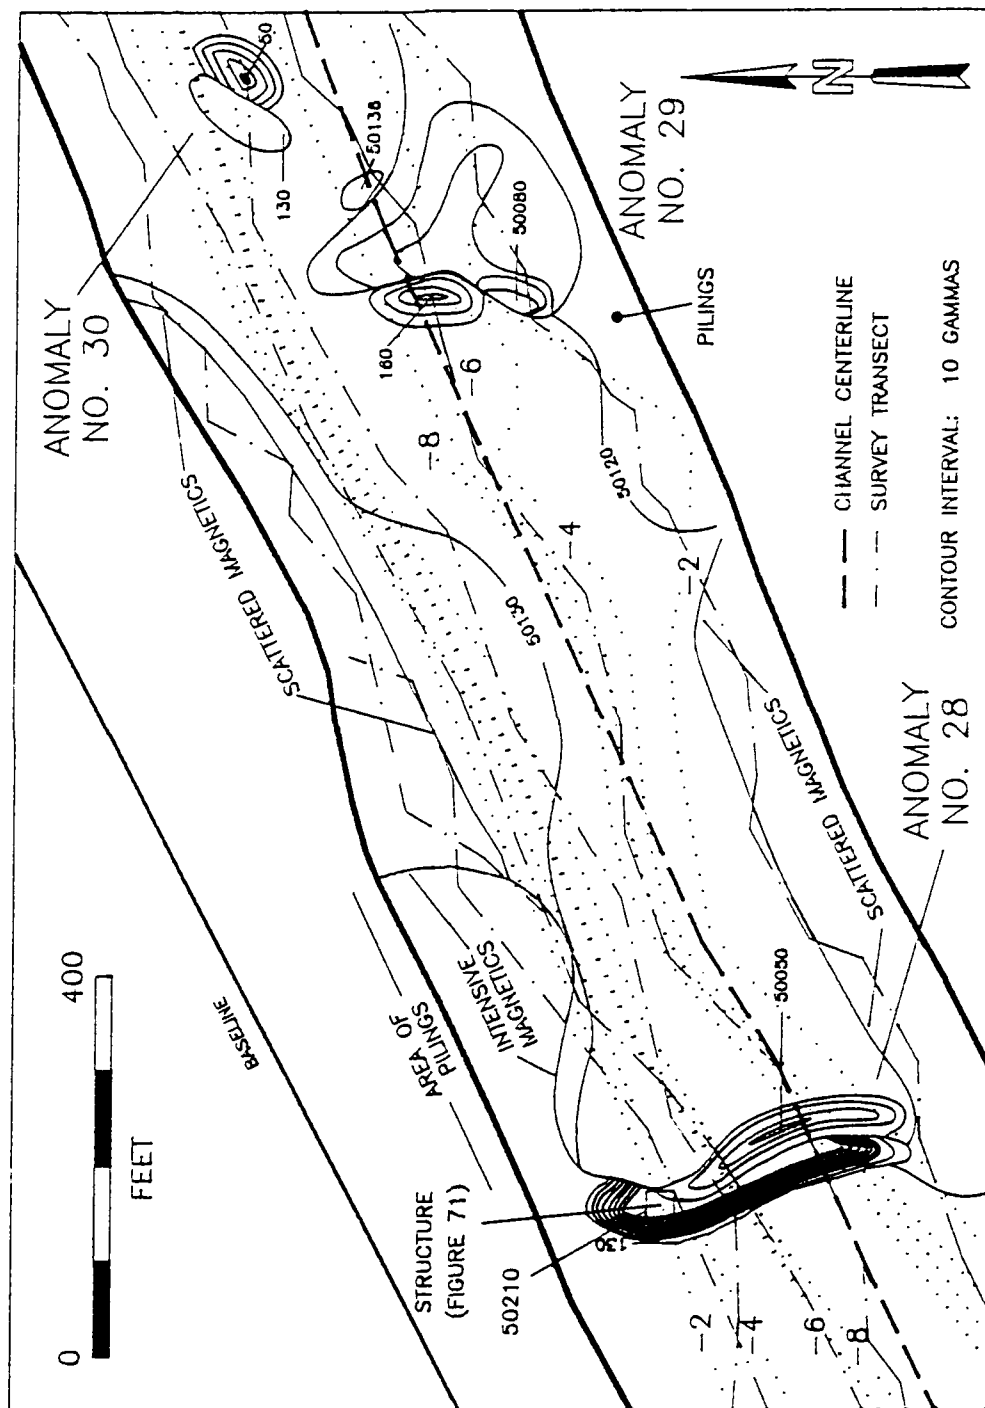 0
400
FEET
BASELINE
ANOMALY
NO. 30
SCATTERED MAGNETICS
AREA OF
PILINGS
INTENSIVE
MAGNETICS
STRUCTURE
(FIGURE 71)
50210
130
50
130
50138
160
50080
50120
50130
50050
-8
-6
-4
-2
-2
-4
-6
-8
ANOMALY
NO. 29
N
PILINGS
SCATTERED MAGNETICS
ANOMALY
NO. 28
CHANNEL CENTERLINE
SURVEY TRANSECT
CONTOUR INTERVAL: 10 GAMMAS